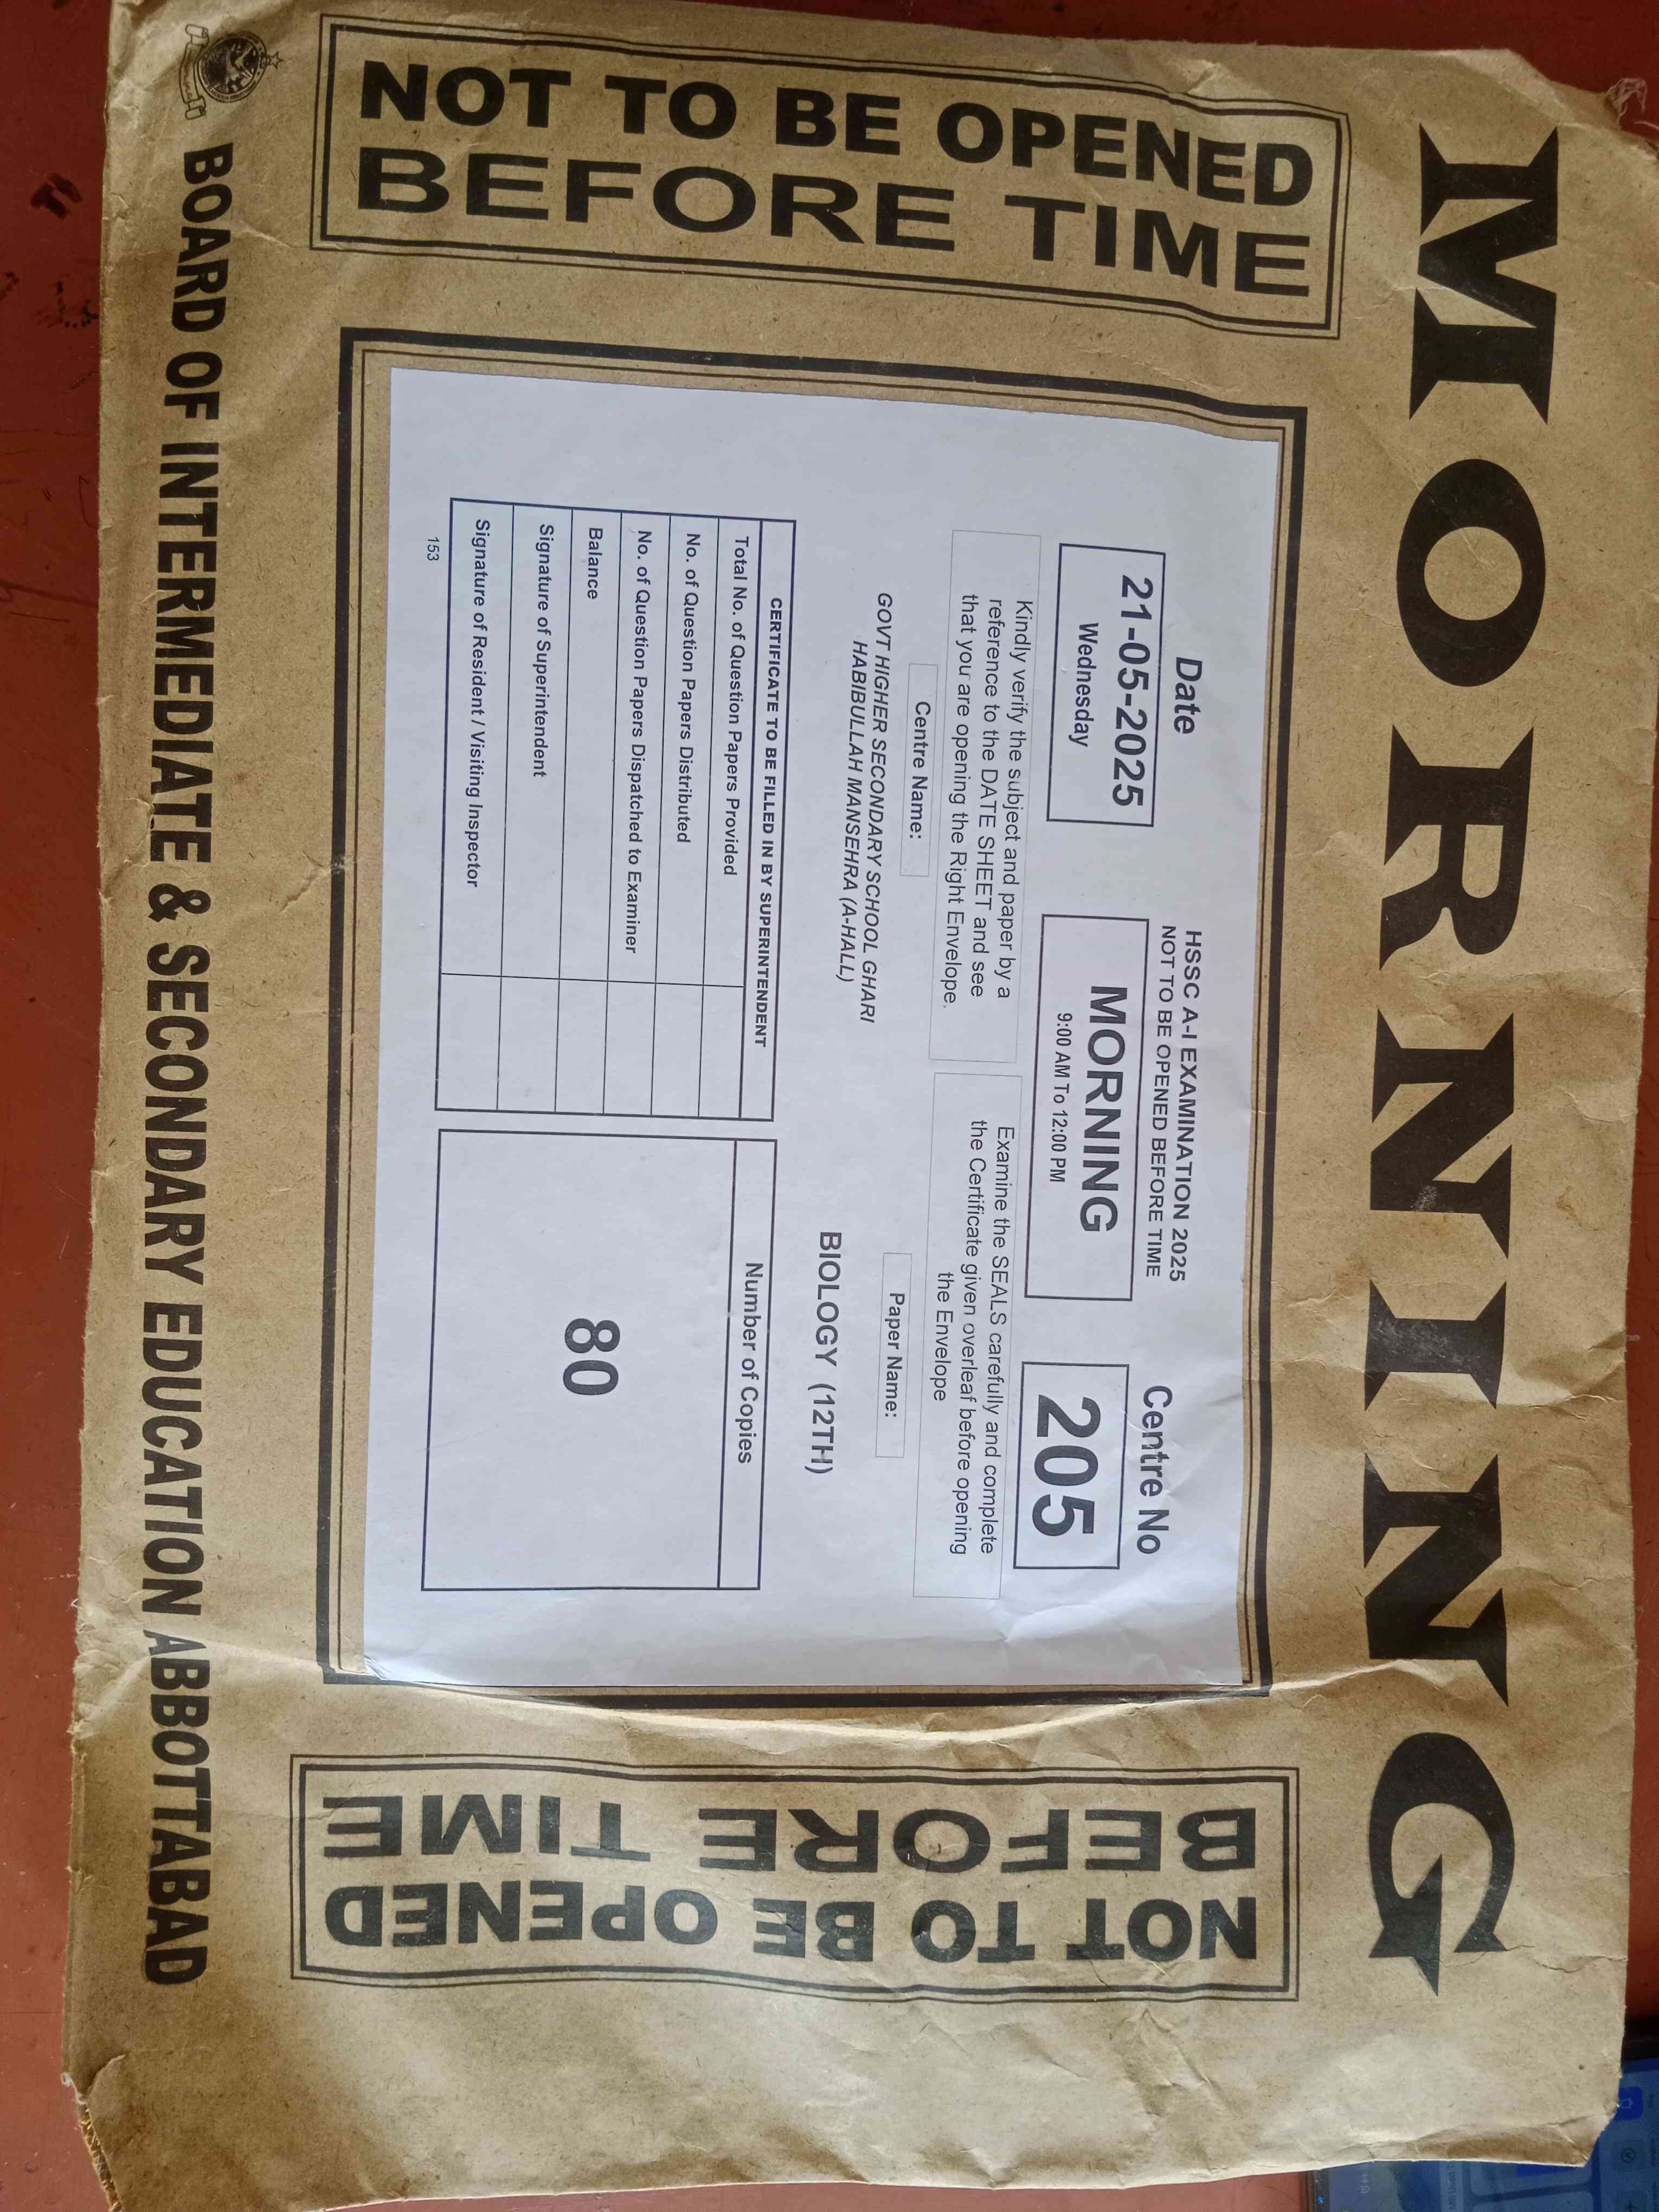 MORNING
NOT TO BE OPENED
BEFORE TIME
Date
21-05-2025
Wednesday
HSSC A-I EXAMINATION 2025
NOT TO BE OPENED BEFORE TIME
MORNING
9:00 AM To 12:00 PM
Centre No
205
Kindly verify the subject and paper by a
reference to the DATE SHEET and see
that you are opening the Right Envelope.
Examine the SEALS carefully and complete
the Certificate given overleaf before opening
the Envelope
Centre Name:
GOVT HIGHER SECONDARY SCHOOL GHARI
HABIBULLAH MANSEHRA (A-HALL)
Paper Name:
BIOLOGY (12TH)
CERTIFICATE TO BE FILLED IN BY SUPERINTENDENT
Total No. of Question Papers Provided
No. of Question Papers Distributed
No. of Question Papers Dispatched to Examiner
Balance
Signature of Superintendent
Signature of Resident / Visiting Inspector
Number of Copies
80
153
NOT TO BE OPENED
BEFORE TIME
BOARD OF INTERMEDIATE & SECONDARY EDUCATION ABBOTTABAD